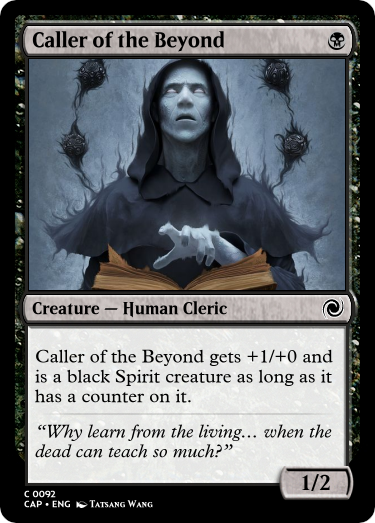 Caller of the Beyond
Creature — Human Cleric
Caller of the Beyond gets +1/+0 and
is a black Spirit creature as long as it
has a counter on it.
“Why learn from the living… when the
dead can teach so much?”
1/2
C 0092
CAP • ENG Tatsang Wang